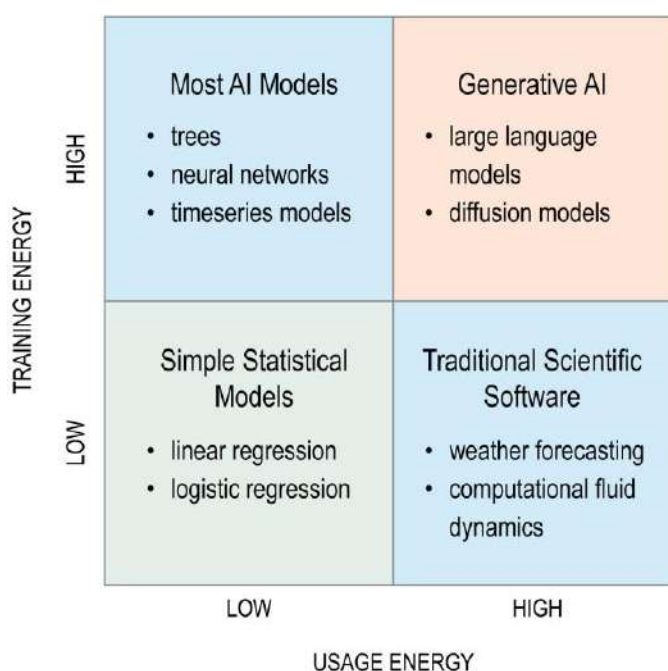 Most AI Models
• trees
• neural networks
• timeseries models
Generative AI
• large language
models
• diffusion models
Simple Statistical
Models
• linear regression
• logistic regression
Traditional Scientific
Software
• weather forecasting
• computational fluid
dynamics
TRAINING ENERGY
HIGH
LOW
LOW
HIGH
USAGE ENERGY